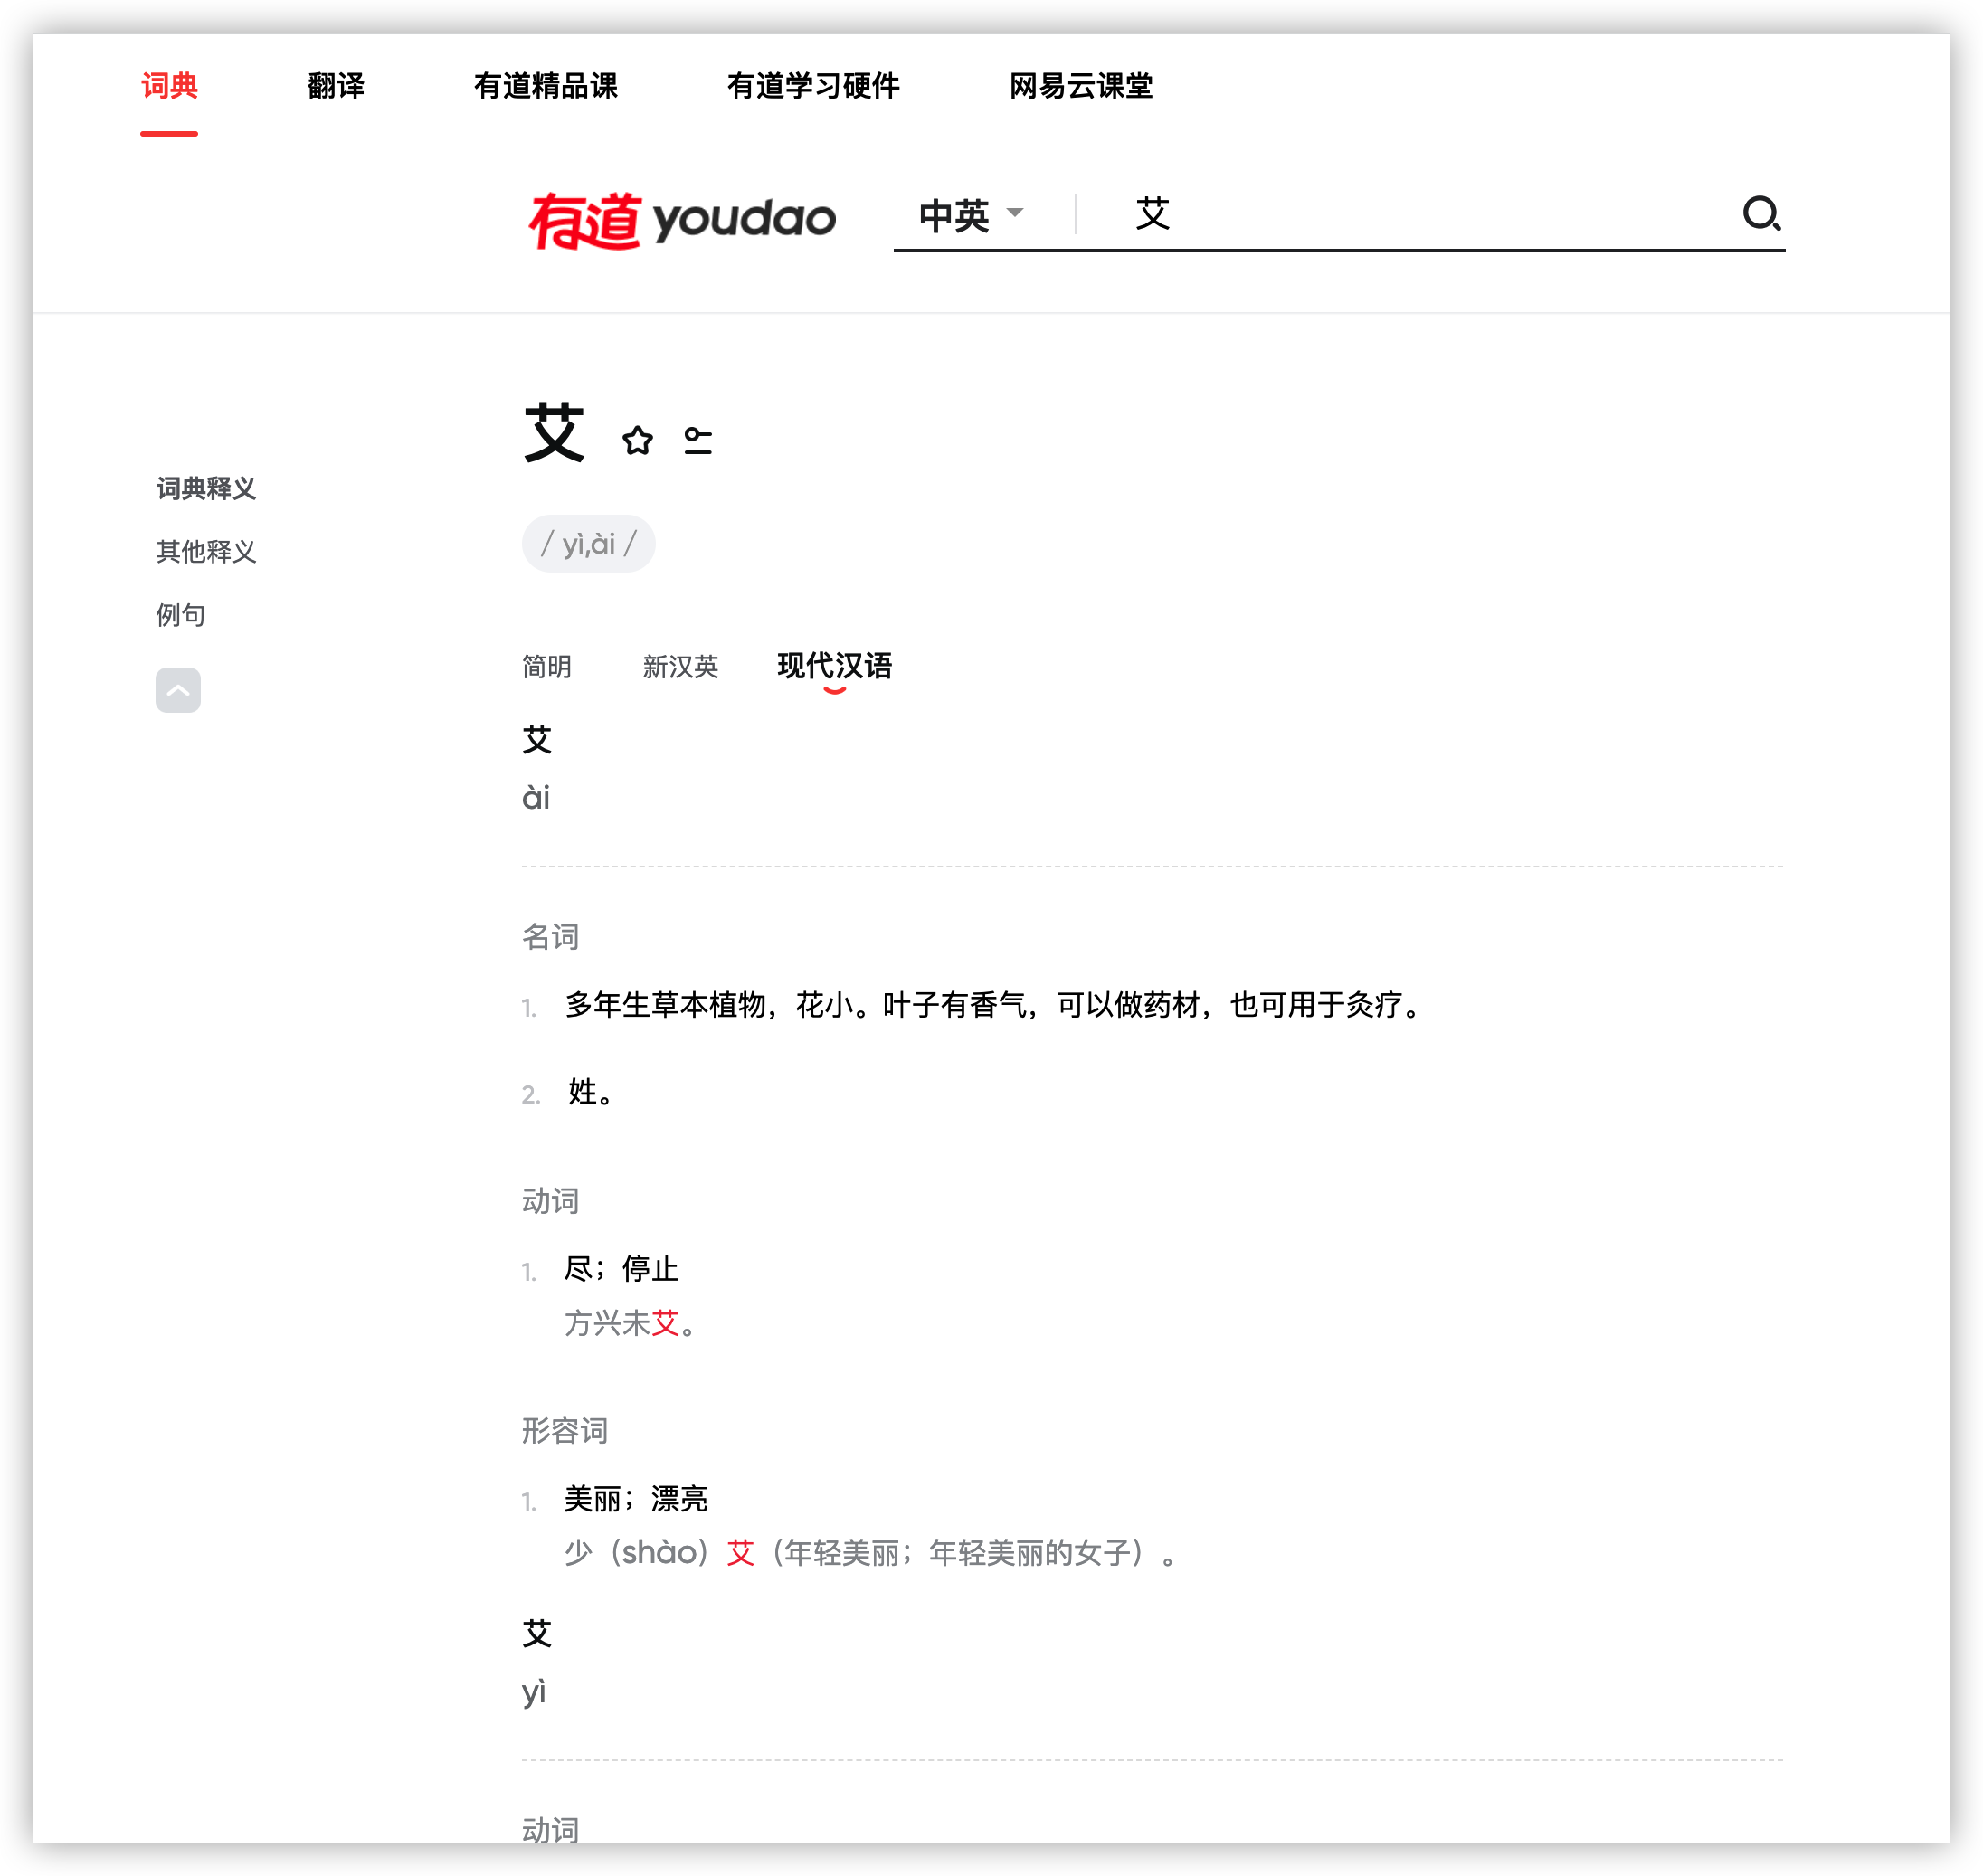 词典 翻译 有道精品课 有道学习硬件 网易云课堂
有道 youdao 中英 艾
艾
词典释义
/ yì,ài /
其他释义
例句
简明 新汉英 现代汉语
艾
ài
名词
1. 多年生草本植物，花小。叶子有香气，可以做药材，也可用于灸疗。
2. 姓。
动词
1. 尽；停止
方兴未艾。
形容词
1. 美丽；漂亮
少（shào）艾（年轻美丽；年轻美丽的女子）。
艾
yì
动词